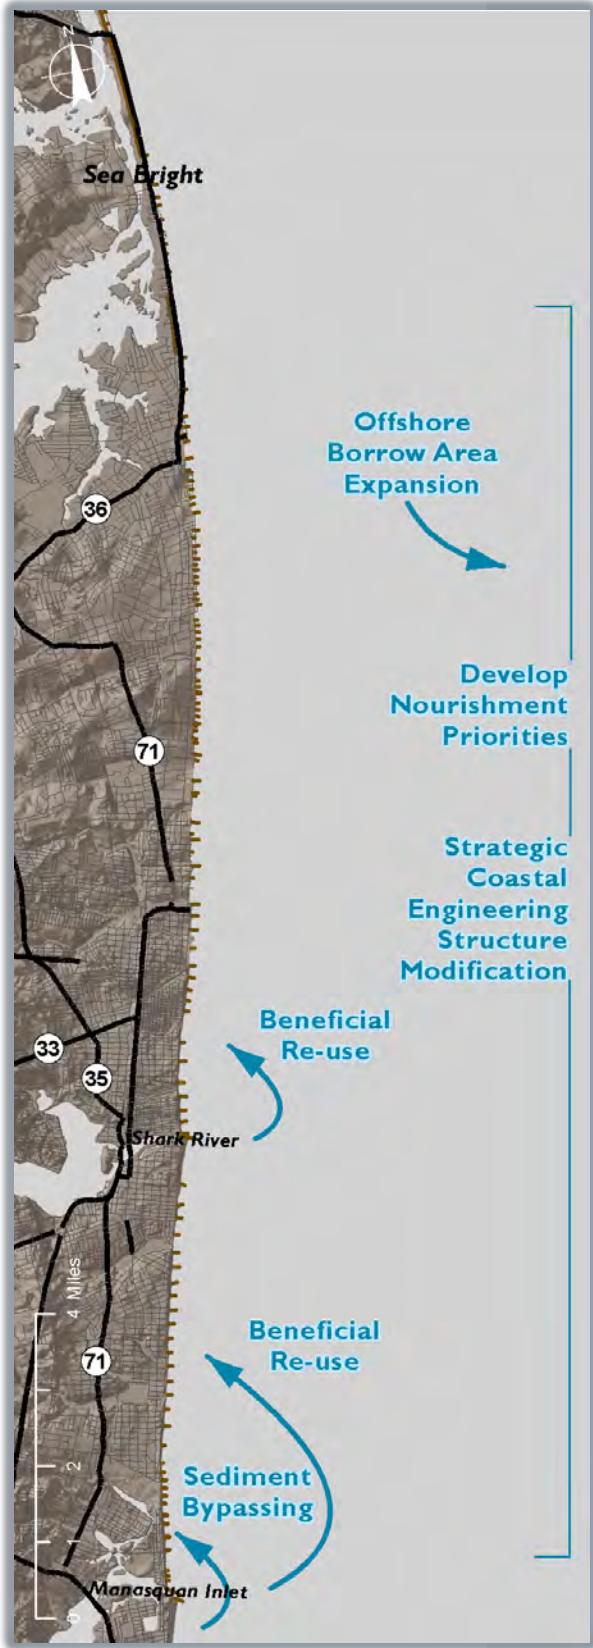 N
Sea Bright
Offshore
Borrow Area
Expansion
36
Develop
Nourishment
Priorities
71
Strategic
Coastal
Engineering
Structure
Modification
Beneficial
Re-use
33
35
Shark River
4 Miles
Beneficial
Re-use
71
2
Sediment
Bypassing
1
Manasquan Inlet
0